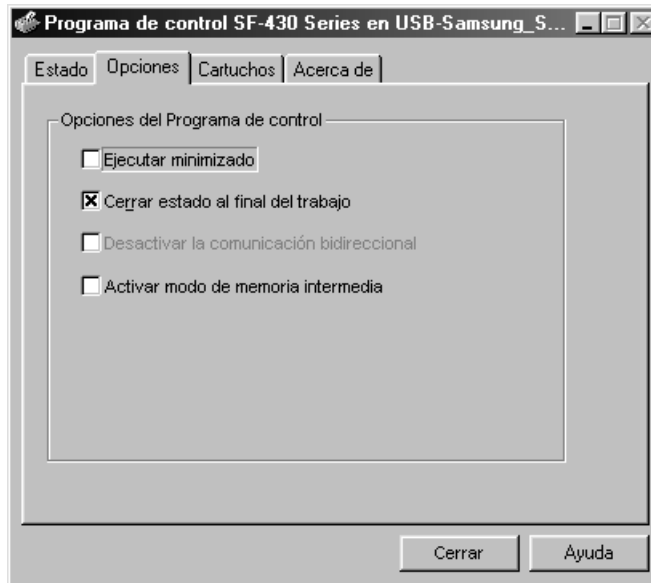 Programa de control SF-430 Series en USB-Samsung_S...
Estado Opciones Cartuchos Acerca de
Opciones del Programa de control
Ejecutar minimizado
Cerrar estado al final del trabajo
Desactivar la comunicación bidireccional
Activar modo de memoria intermedia
Cerrar Ayuda